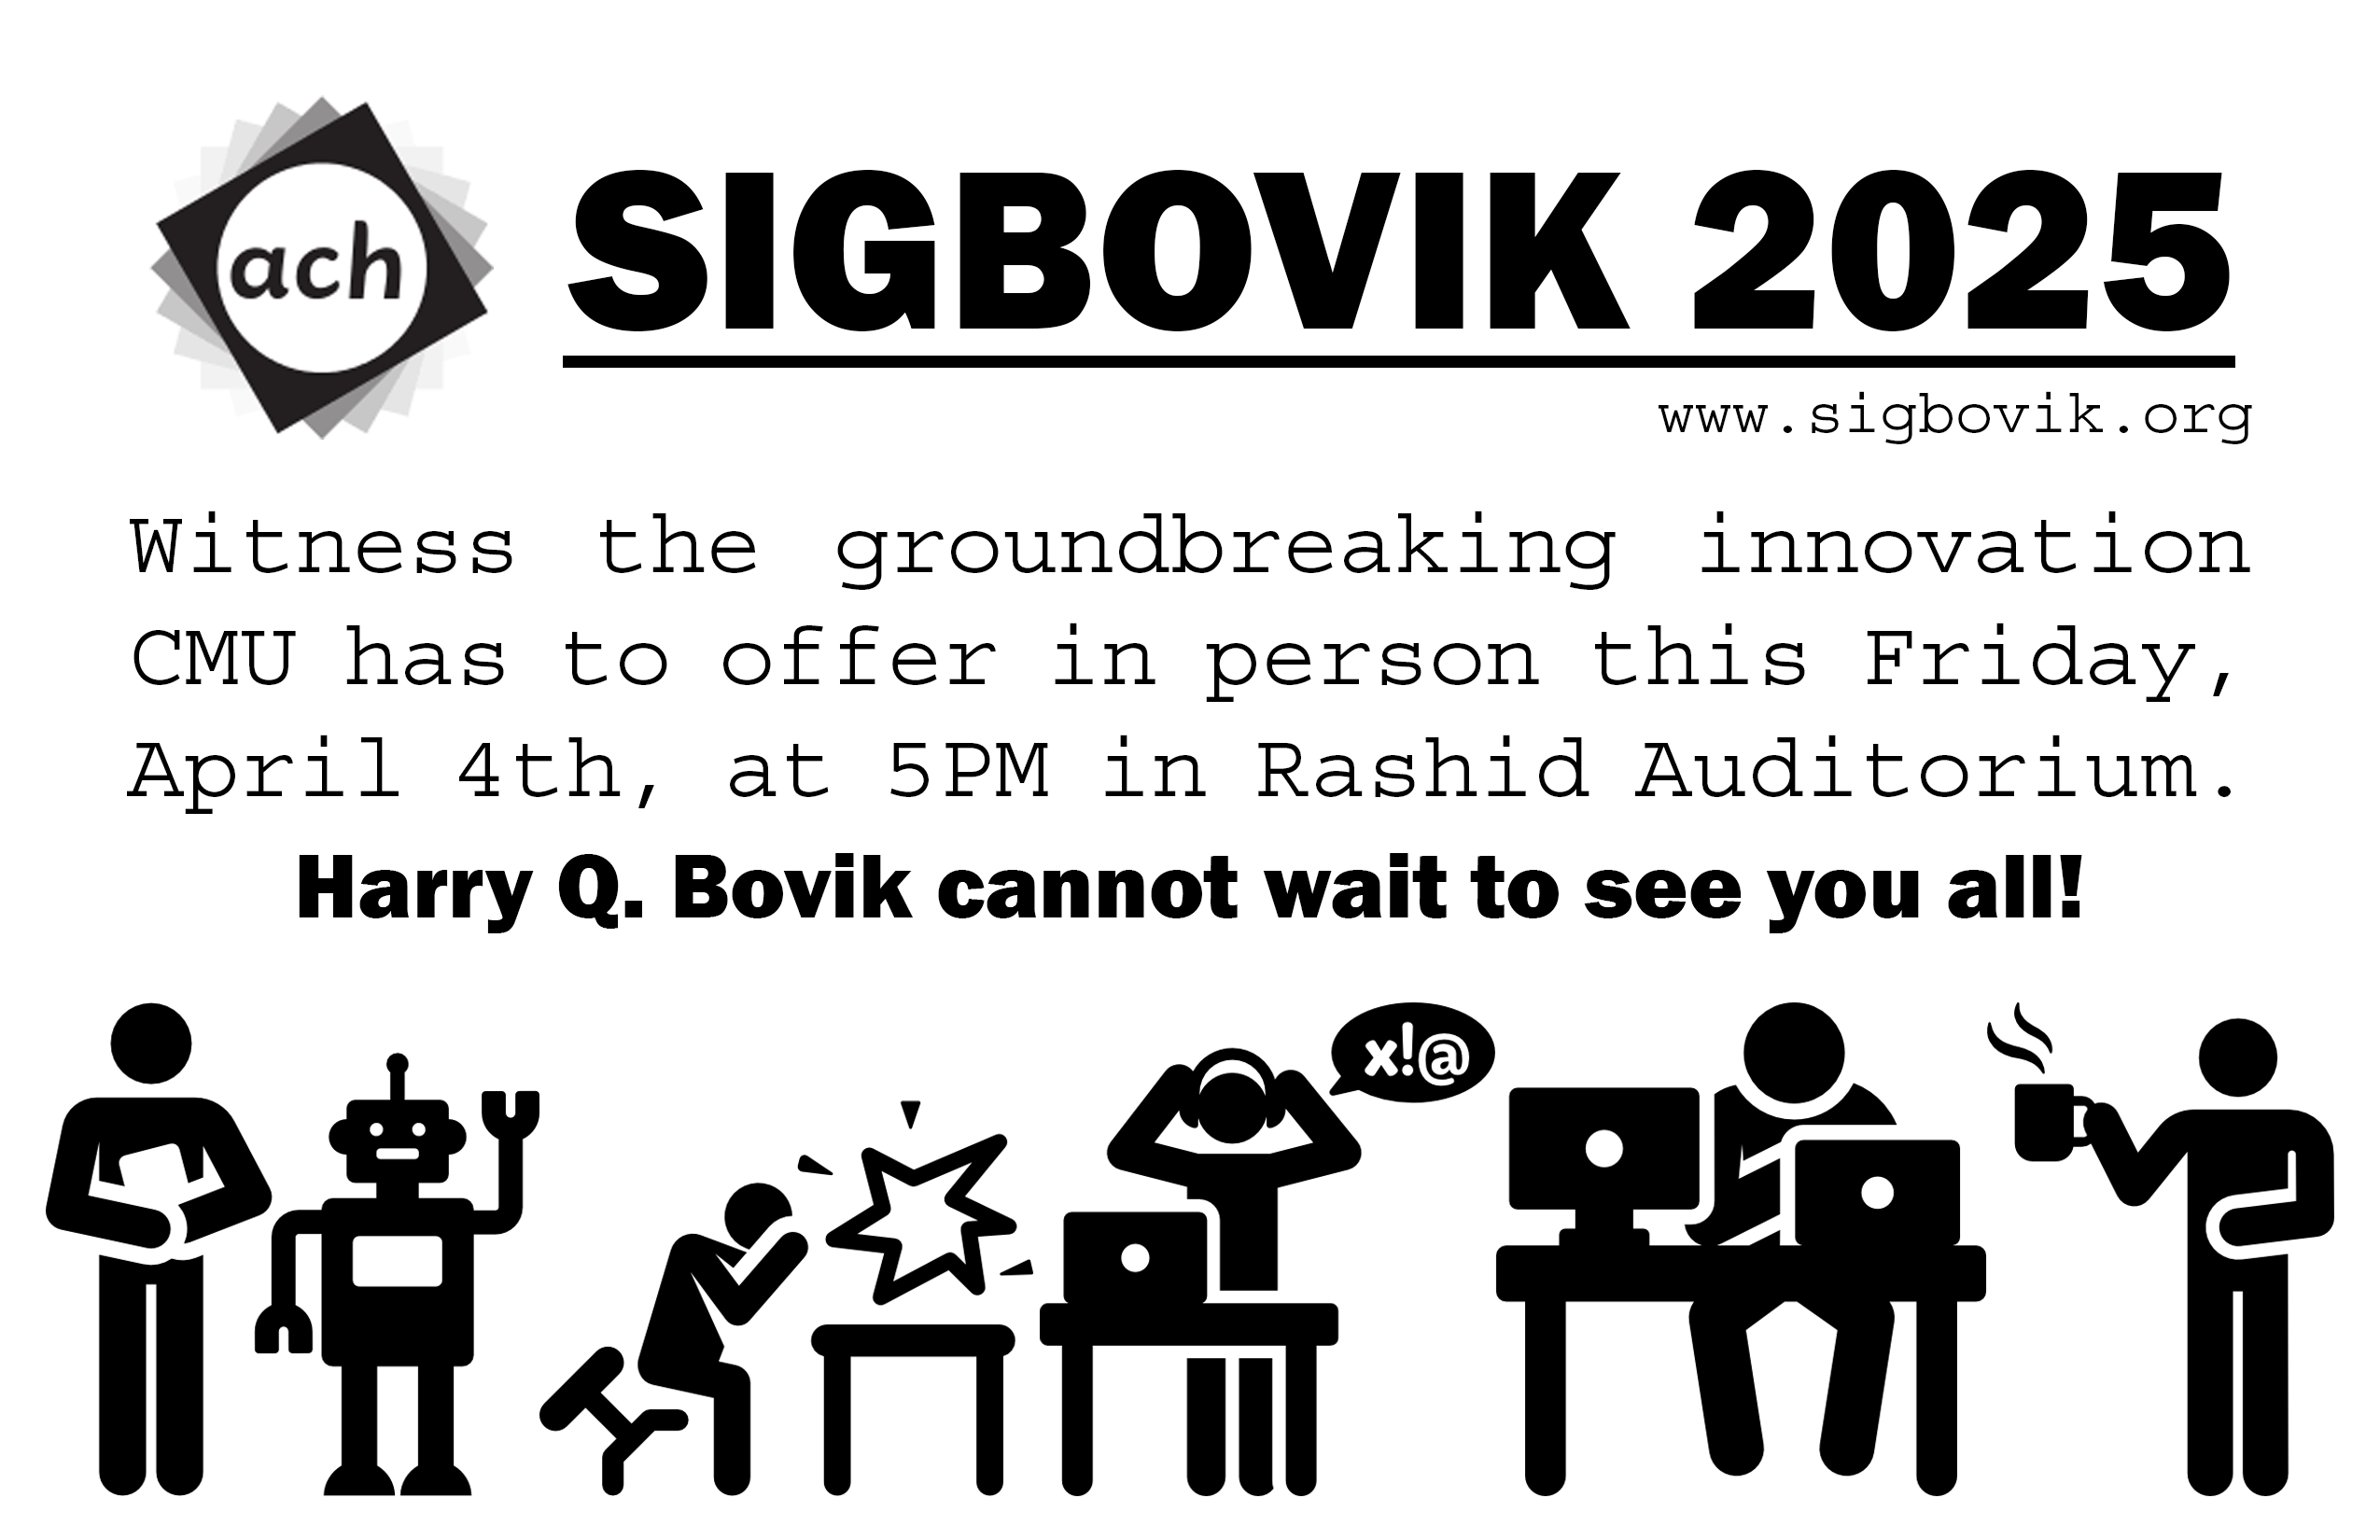 ach
SIGBOVIK 2025
www.sigbovik.org
Witness the groundbreaking innovation
CMU has to offer in person this Friday,
April 4th, at 5PM in Rashid Auditorium.
Harry Q. Bovik cannot wait to see you all!
x!@